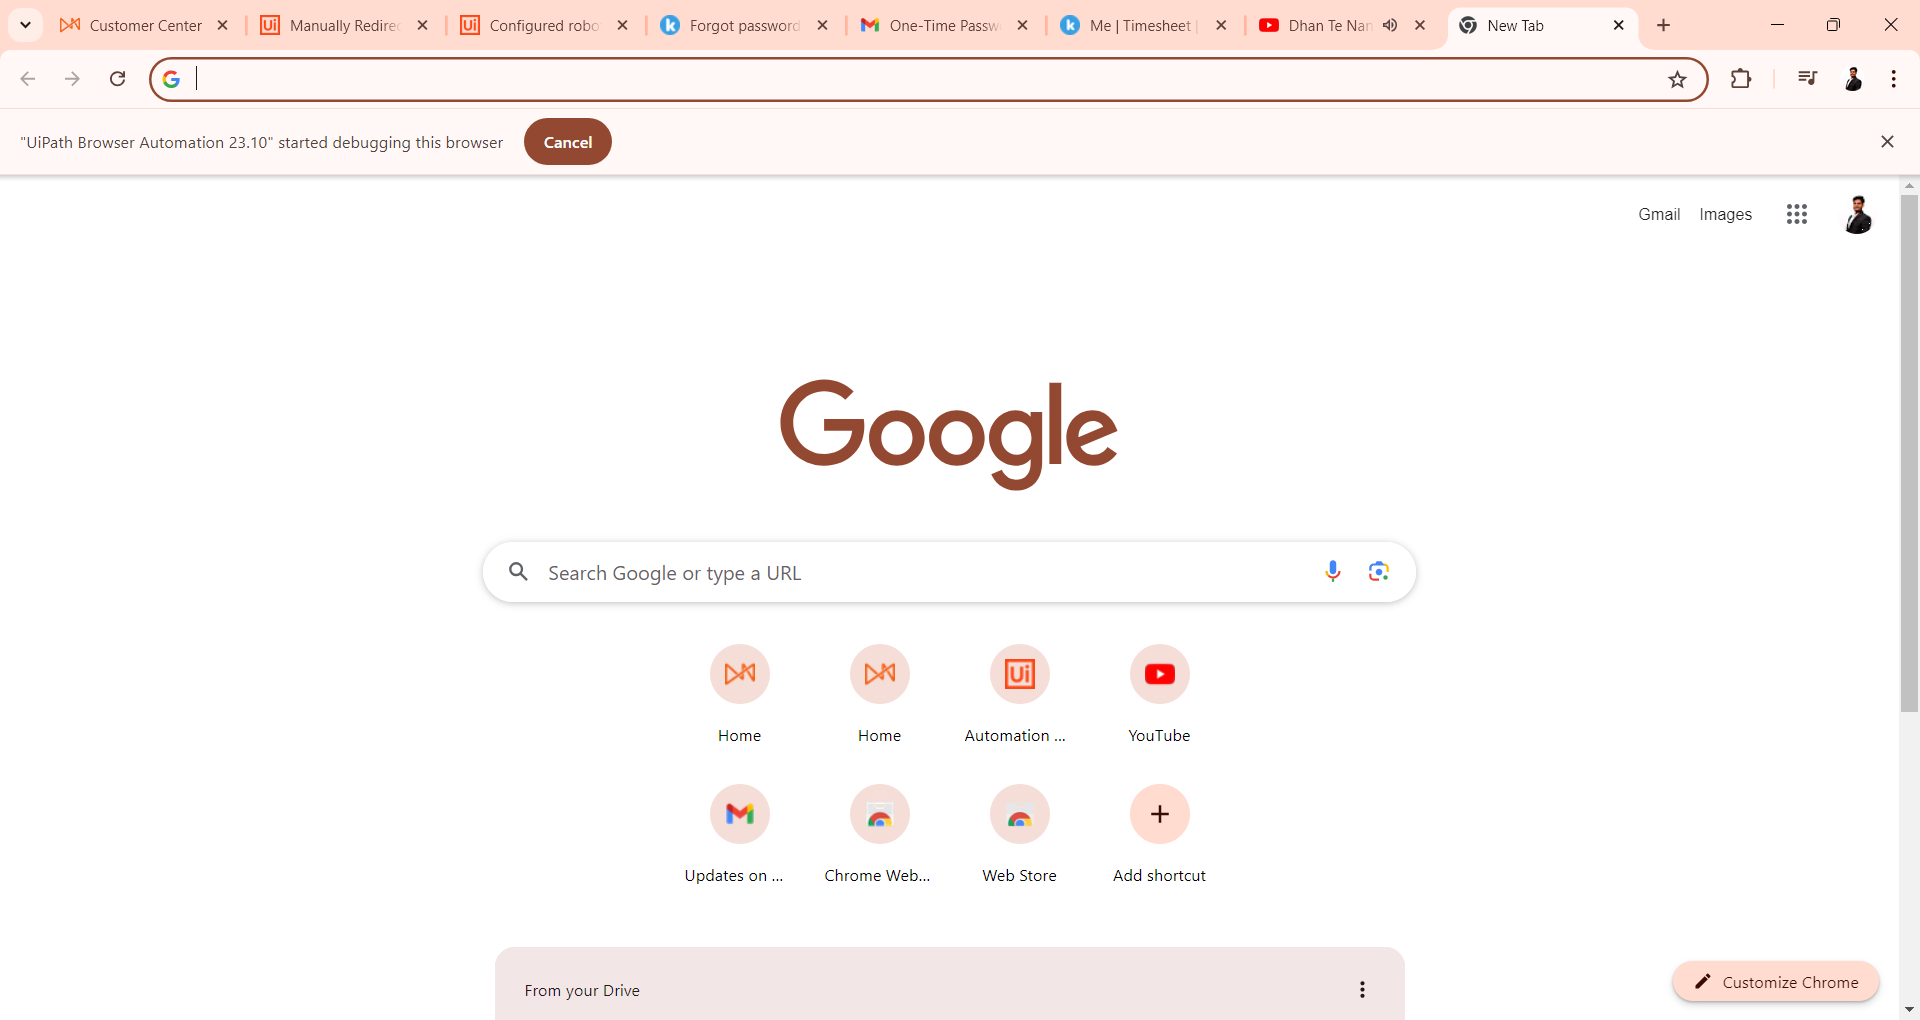 Customer Center
Manually Redirec
Configured robo
Forgot password
One-Time Passw
Me | Timesheet |
Dhan Te Nan
New Tab
"UiPath Browser Automation 23.10" started debugging this browser
Cancel
Gmail
Images
Google
Search Google or type a URL
Home
Home
Automation ...
YouTube
Updates on ...
Chrome Web...
Web Store
Add shortcut
From your Drive
Customize Chrome